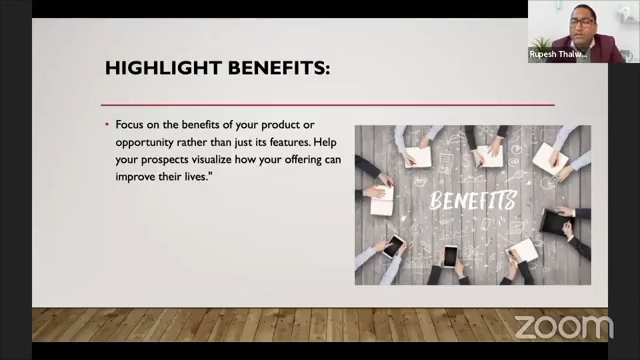 HIGHLIGHT BENEFITS:
• Focus on the benefits of your product or
opportunity rather than just its features. Help
your prospects visualize how your offering can
improve their lives."
BENEFITS
Rupesh Thalw...
zoom